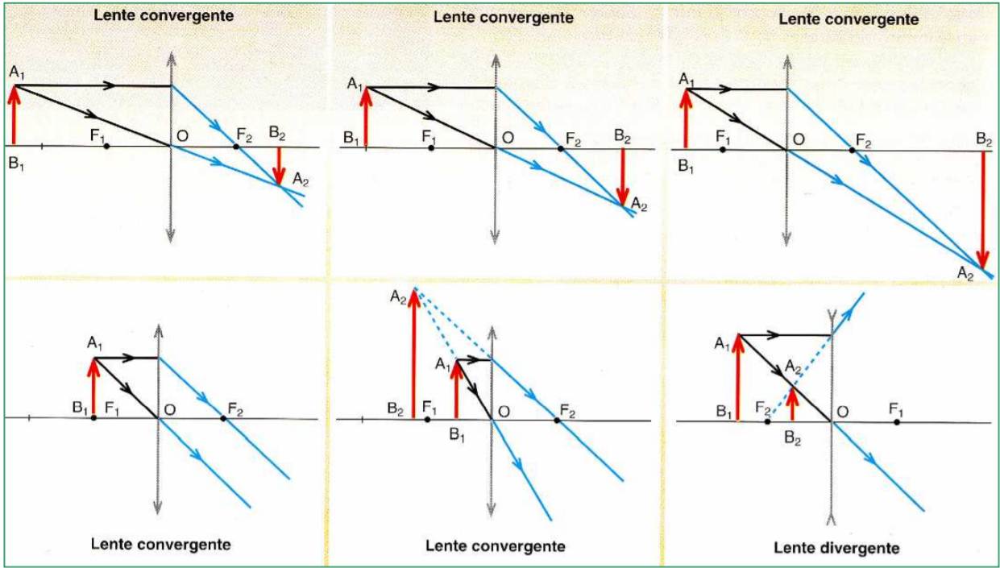 Lente convergente
A₁
F₁
O
F₂
B₂
B₁
A₂
Lente convergente
A₁
B₁
F₁
O
F₂
B₂
A₂
Lente convergente
A₁
B₁
F₁
O
F₂
B₂
A₂
A₁
B₁ F₁
O
F₂
Lente convergente
A₂
A₁
B₂
F₁
O
F₂
B₁
Lente convergente
A₁
A₂
B₁
F₂
O
F₁
B₂
Lente divergente